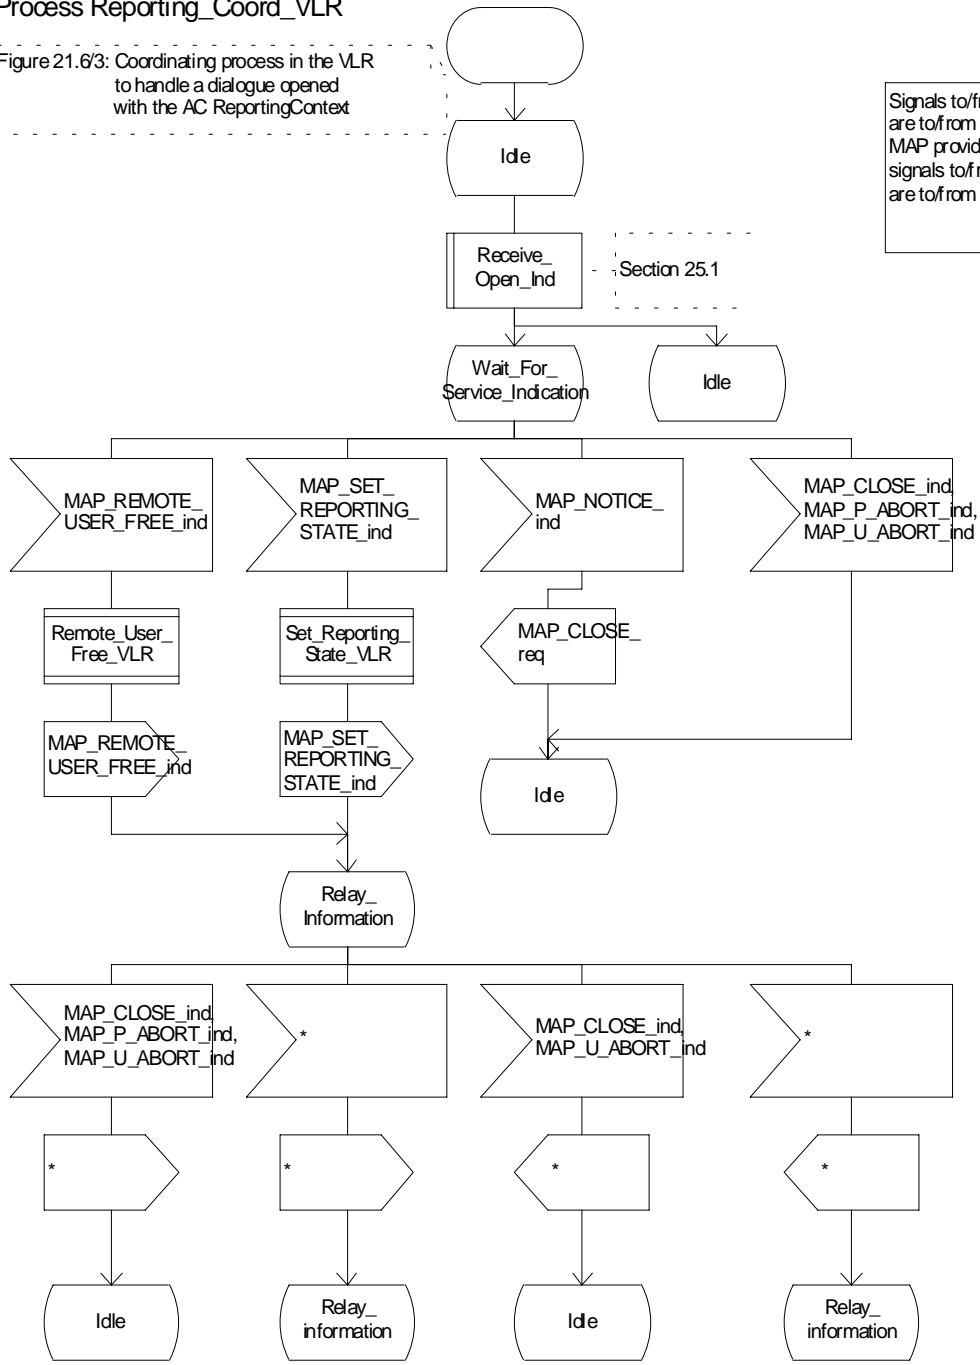 Process Reporting_Coord_VLR
Figure 21.6/3: Coordinating process in the VLR
to handle a dialogue opened
with the AC ReportingContext
Signals to/f
are to/from
MAP provid
signals to/f
are to/from
Idle
Receive_
Open_Ind
Section 25.1
Wait_For_
Service_Indication
Idle
MAP_REMOTE_
USER_FREE_ind
MAP_SET_
REPORTING_
STATE_ind
MAP_NOTICE_
ind
MAP_CLOSE_ind,
MAP_P_ABORT_ind,
MAP_U_ABORT_ind
Remote_User_
Free_VLR
Set_Reporting_
State_VLR
MAP_CLOSE_
req
MAP_REMOTE_
USER_FREE_ind
MAP_SET_
REPORTING_
STATE_ind
Idle
Relay_
Information
MAP_CLOSE_ind,
MAP_P_ABORT_ind,
MAP_U_ABORT_ind
*
MAP_CLOSE_ind,
MAP_U_ABORT_ind
*
*
*
*
*
Idle
Relay_
information
Idle
Relay_
information